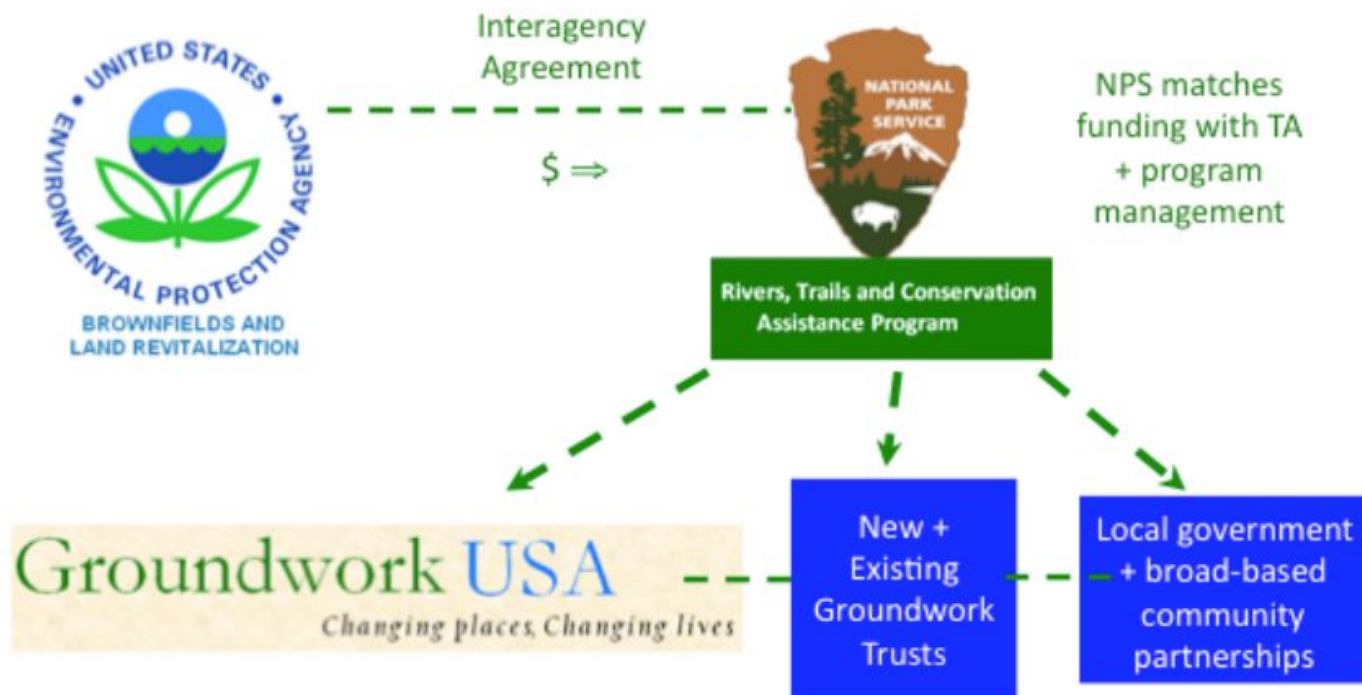 UNITED STATES
ENVIRONMENTAL PROTECTION AGENCY
BROWNFIELDS AND
LAND REVITALIZATION
Interagency
Agreement
$ ⇒
NATIONAL
PARK
SERVICE
NPS matches
funding with TA
+ program
management
Rivers, Trails and Conservation
Assistance Program
Groundwork USA
Changing places, Changing lives
New +
Existing
Groundwork
Trusts
Local government
+ broad-based
community
partnerships